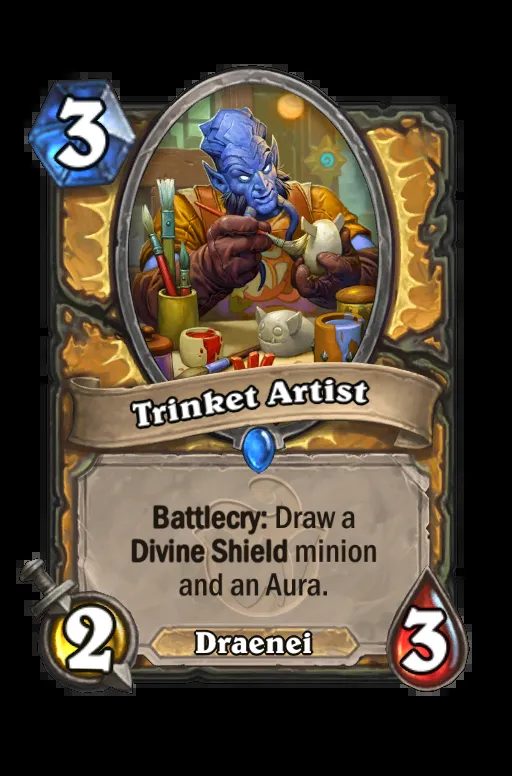 3
Trinket Artist
Battlecry: Draw a
Divine Shield minion
and an Aura.
2
Draenei
3